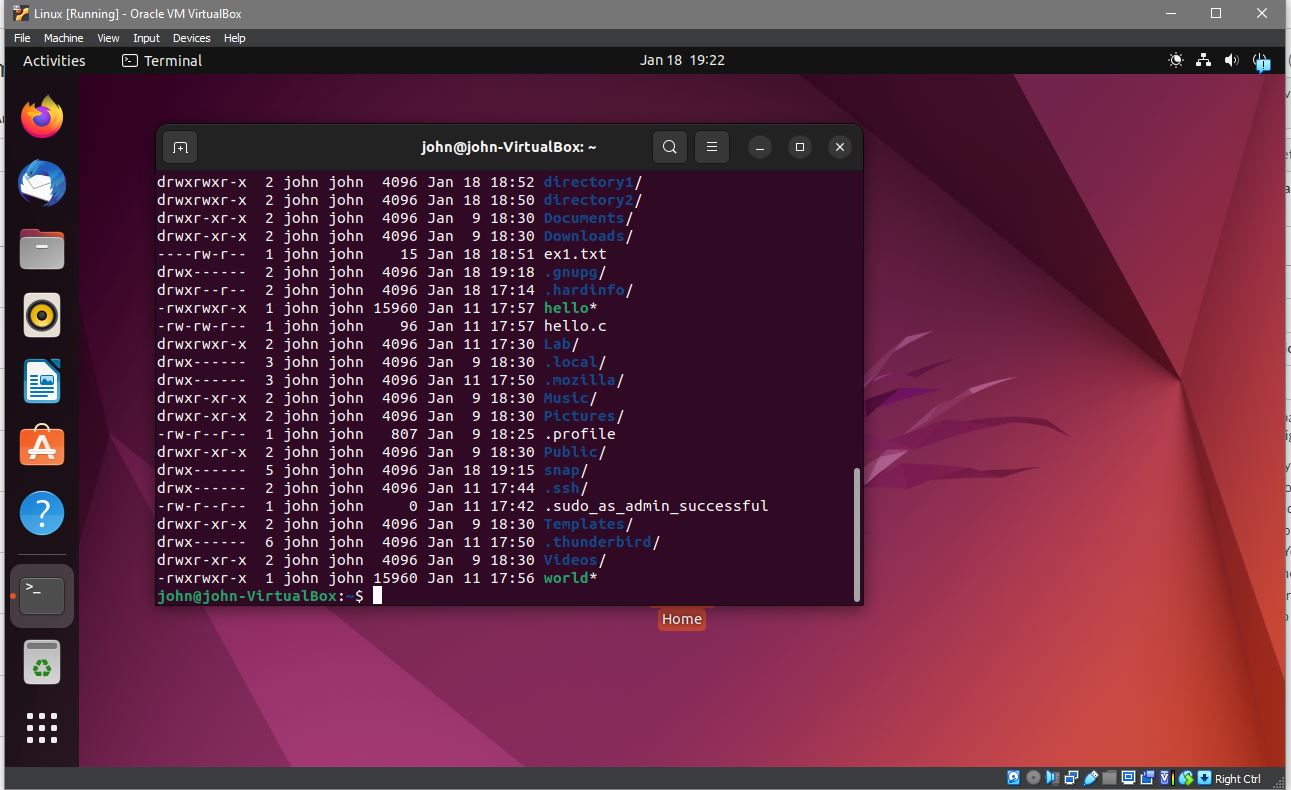 Linux [Running] - Oracle VM VirtualBox
File Machine View Input Devices Help
Activities Terminal Jan 18 19:22
john@john-VirtualBox: ~
drwxrwxr-x  2 john john  4096 Jan 18 18:52 directory1/
drwxrwxr-x  2 john john  4096 Jan 18 18:50 directory2/
drwxr-xr-x  2 john john  4096 Jan  9 18:30 Documents/
drwxr-xr-x  2 john john  4096 Jan  9 18:30 Downloads/
----rw-r--  1 john john    15 Jan 18 18:51 ex1.txt
drwx------  2 john john  4096 Jan 18 19:18 .gnupg/
drwxr--r--  2 john john  4096 Jan 18 17:14 .hardinfo/
-rwxrwxr-x  1 john john 15960 Jan 11 17:57 hello*
-rw-rw-r--  1 john john    96 Jan 11 17:57 hello.c
drwxrwxr-x  2 john john  4096 Jan 11 17:30 Lab/
drwx------  3 john john  4096 Jan  9 18:30 .local/
drwx------  3 john john  4096 Jan 11 17:50 .mozilla/
drwxr-xr-x  2 john john  4096 Jan  9 18:30 Music/
drwxr-xr-x  2 john john  4096 Jan  9 18:30 Pictures/
-rw-r--r--  1 john john   807 Jan  9 18:25 .profile
drwxr-xr-x  2 john john  4096 Jan  9 18:30 Public/
drwx------  5 john john  4096 Jan 18 19:15 snap/
drwx------  2 john john  4096 Jan 11 17:44 .ssh/
-rw-r--r--  1 john john     0 Jan 11 17:42 .sudo_as_admin_successful
drwxr-xr-x  2 john john  4096 Jan  9 18:30 Templates/
drwx------  6 john john  4096 Jan 11 17:50 .thunderbird/
drwxr-xr-x  2 john john  4096 Jan  9 18:30 Videos/
-rwxrwxr-x  1 john john 15960 Jan 11 17:56 world*
john@john-VirtualBox:~$
Home
Right Ctrl